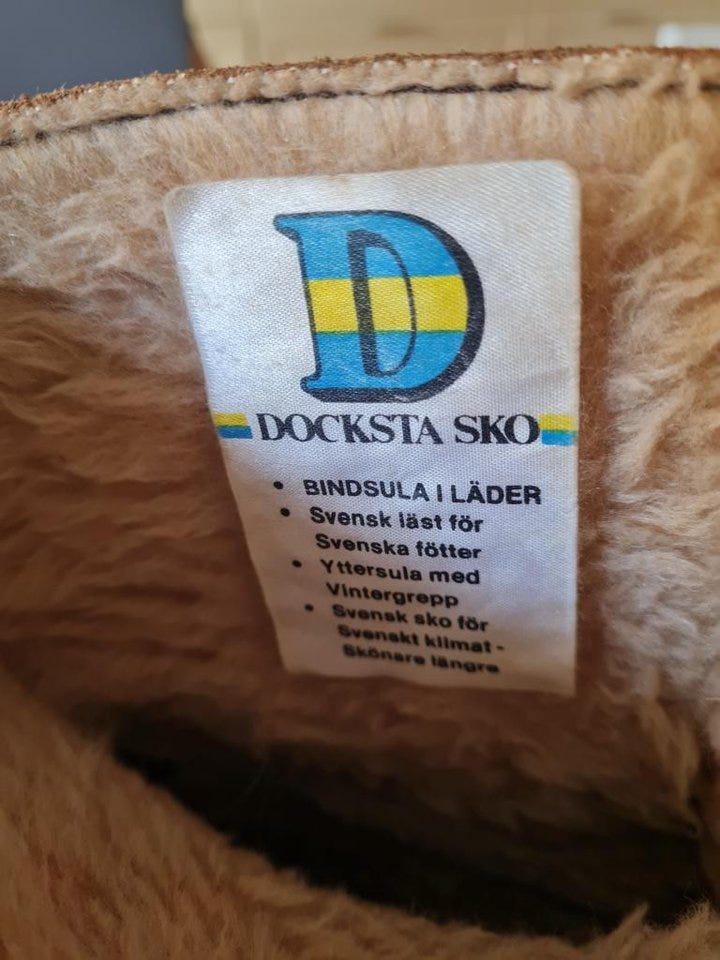 D
DOCKSTA SKO
• BINDSULA I LÄDER
• Svensk läst för
Svenska fötter
• Yttersula med
Vintergrepp
• Svensk sko för
Svenskt klimat -
Skönare längre